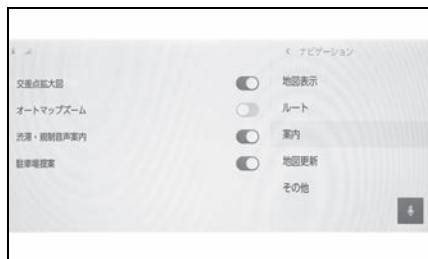 交差点拡大図
オートマップズーム
渋滞・規制音声案内
駐車場提案
< ナビゲーション
地図表示
ルート
案内
地図更新
その他